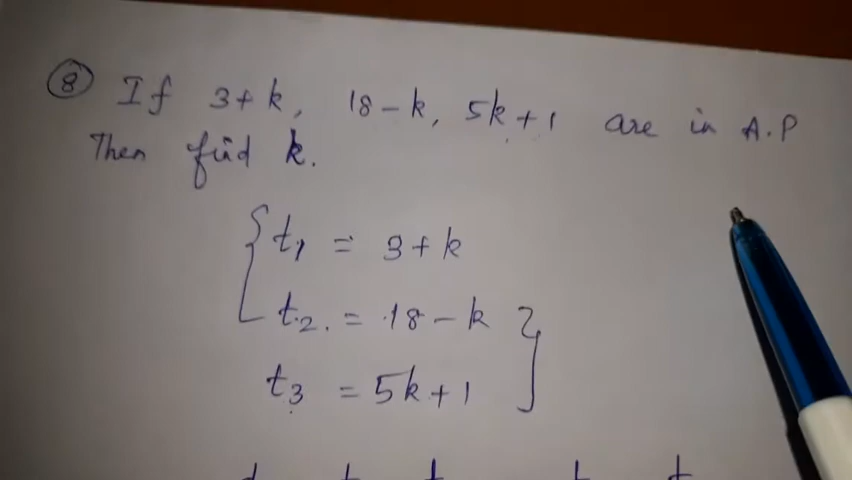 8 If 3+k, 18-k, 5k+1 are in A.P
Then find k.
t1 = 3+k
t2. = 18-k
t3 = 5k+1